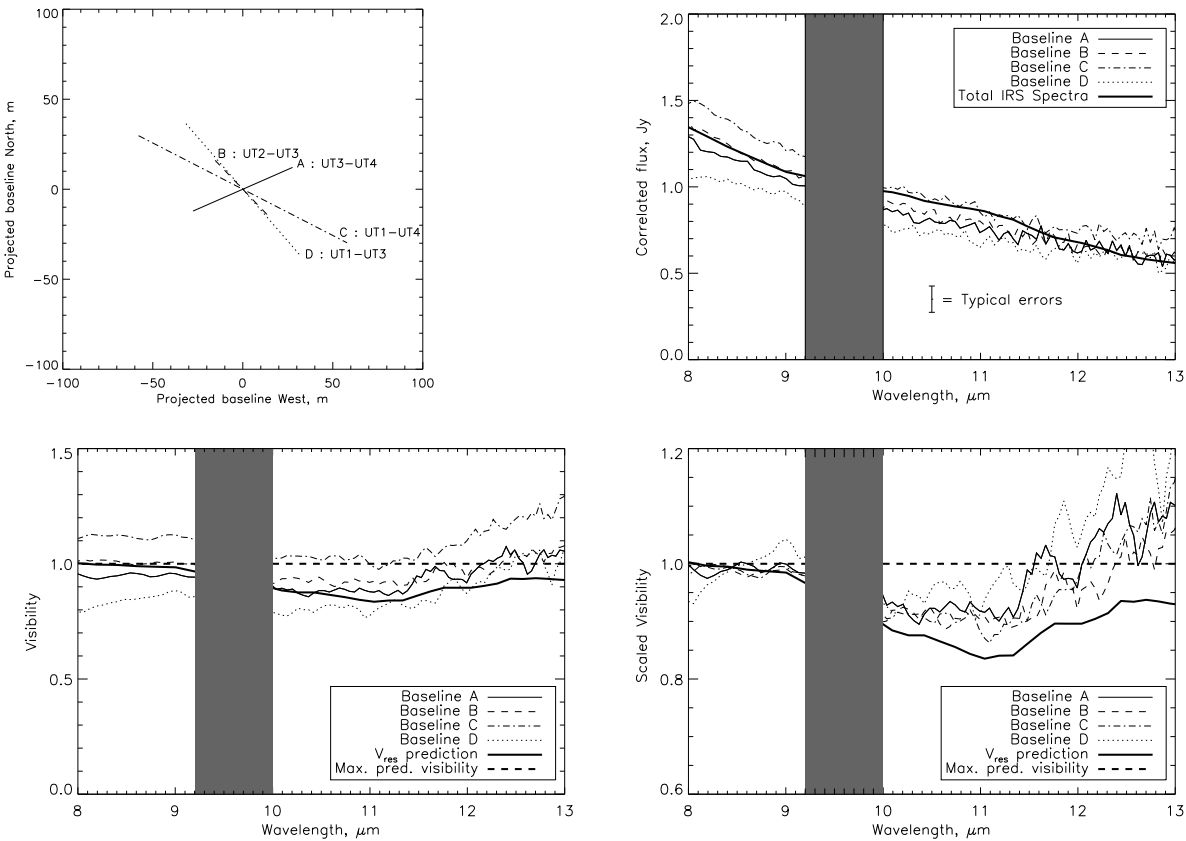 100
50
0
−50
−100
−100
−50
0
50
100
Projected baseline North, m
Projected baseline West, m
B : UT2−UT3
A : UT3−UT4
C : UT1−UT4
D : UT1−UT3
2.0
1.5
1.0
0.5
0.0
8
9
10
11
12
13
Correlated flux, Jy
Wavelength, μm
Baseline A
Baseline B
Baseline C
Baseline D
Total IRS Spectra
= Typical errors
1.5
1.0
0.5
0.0
8
9
10
11
12
13
Visibility
Wavelength, μm
Baseline A
Baseline B
Baseline C
Baseline D
Vres prediction
Max. pred. visibility
1.2
1.0
0.8
0.6
8
9
10
11
12
13
Scaled Visibility
Wavelength, μm
Baseline A
Baseline B
Baseline C
Baseline D
Vres prediction
Max. pred. visibility